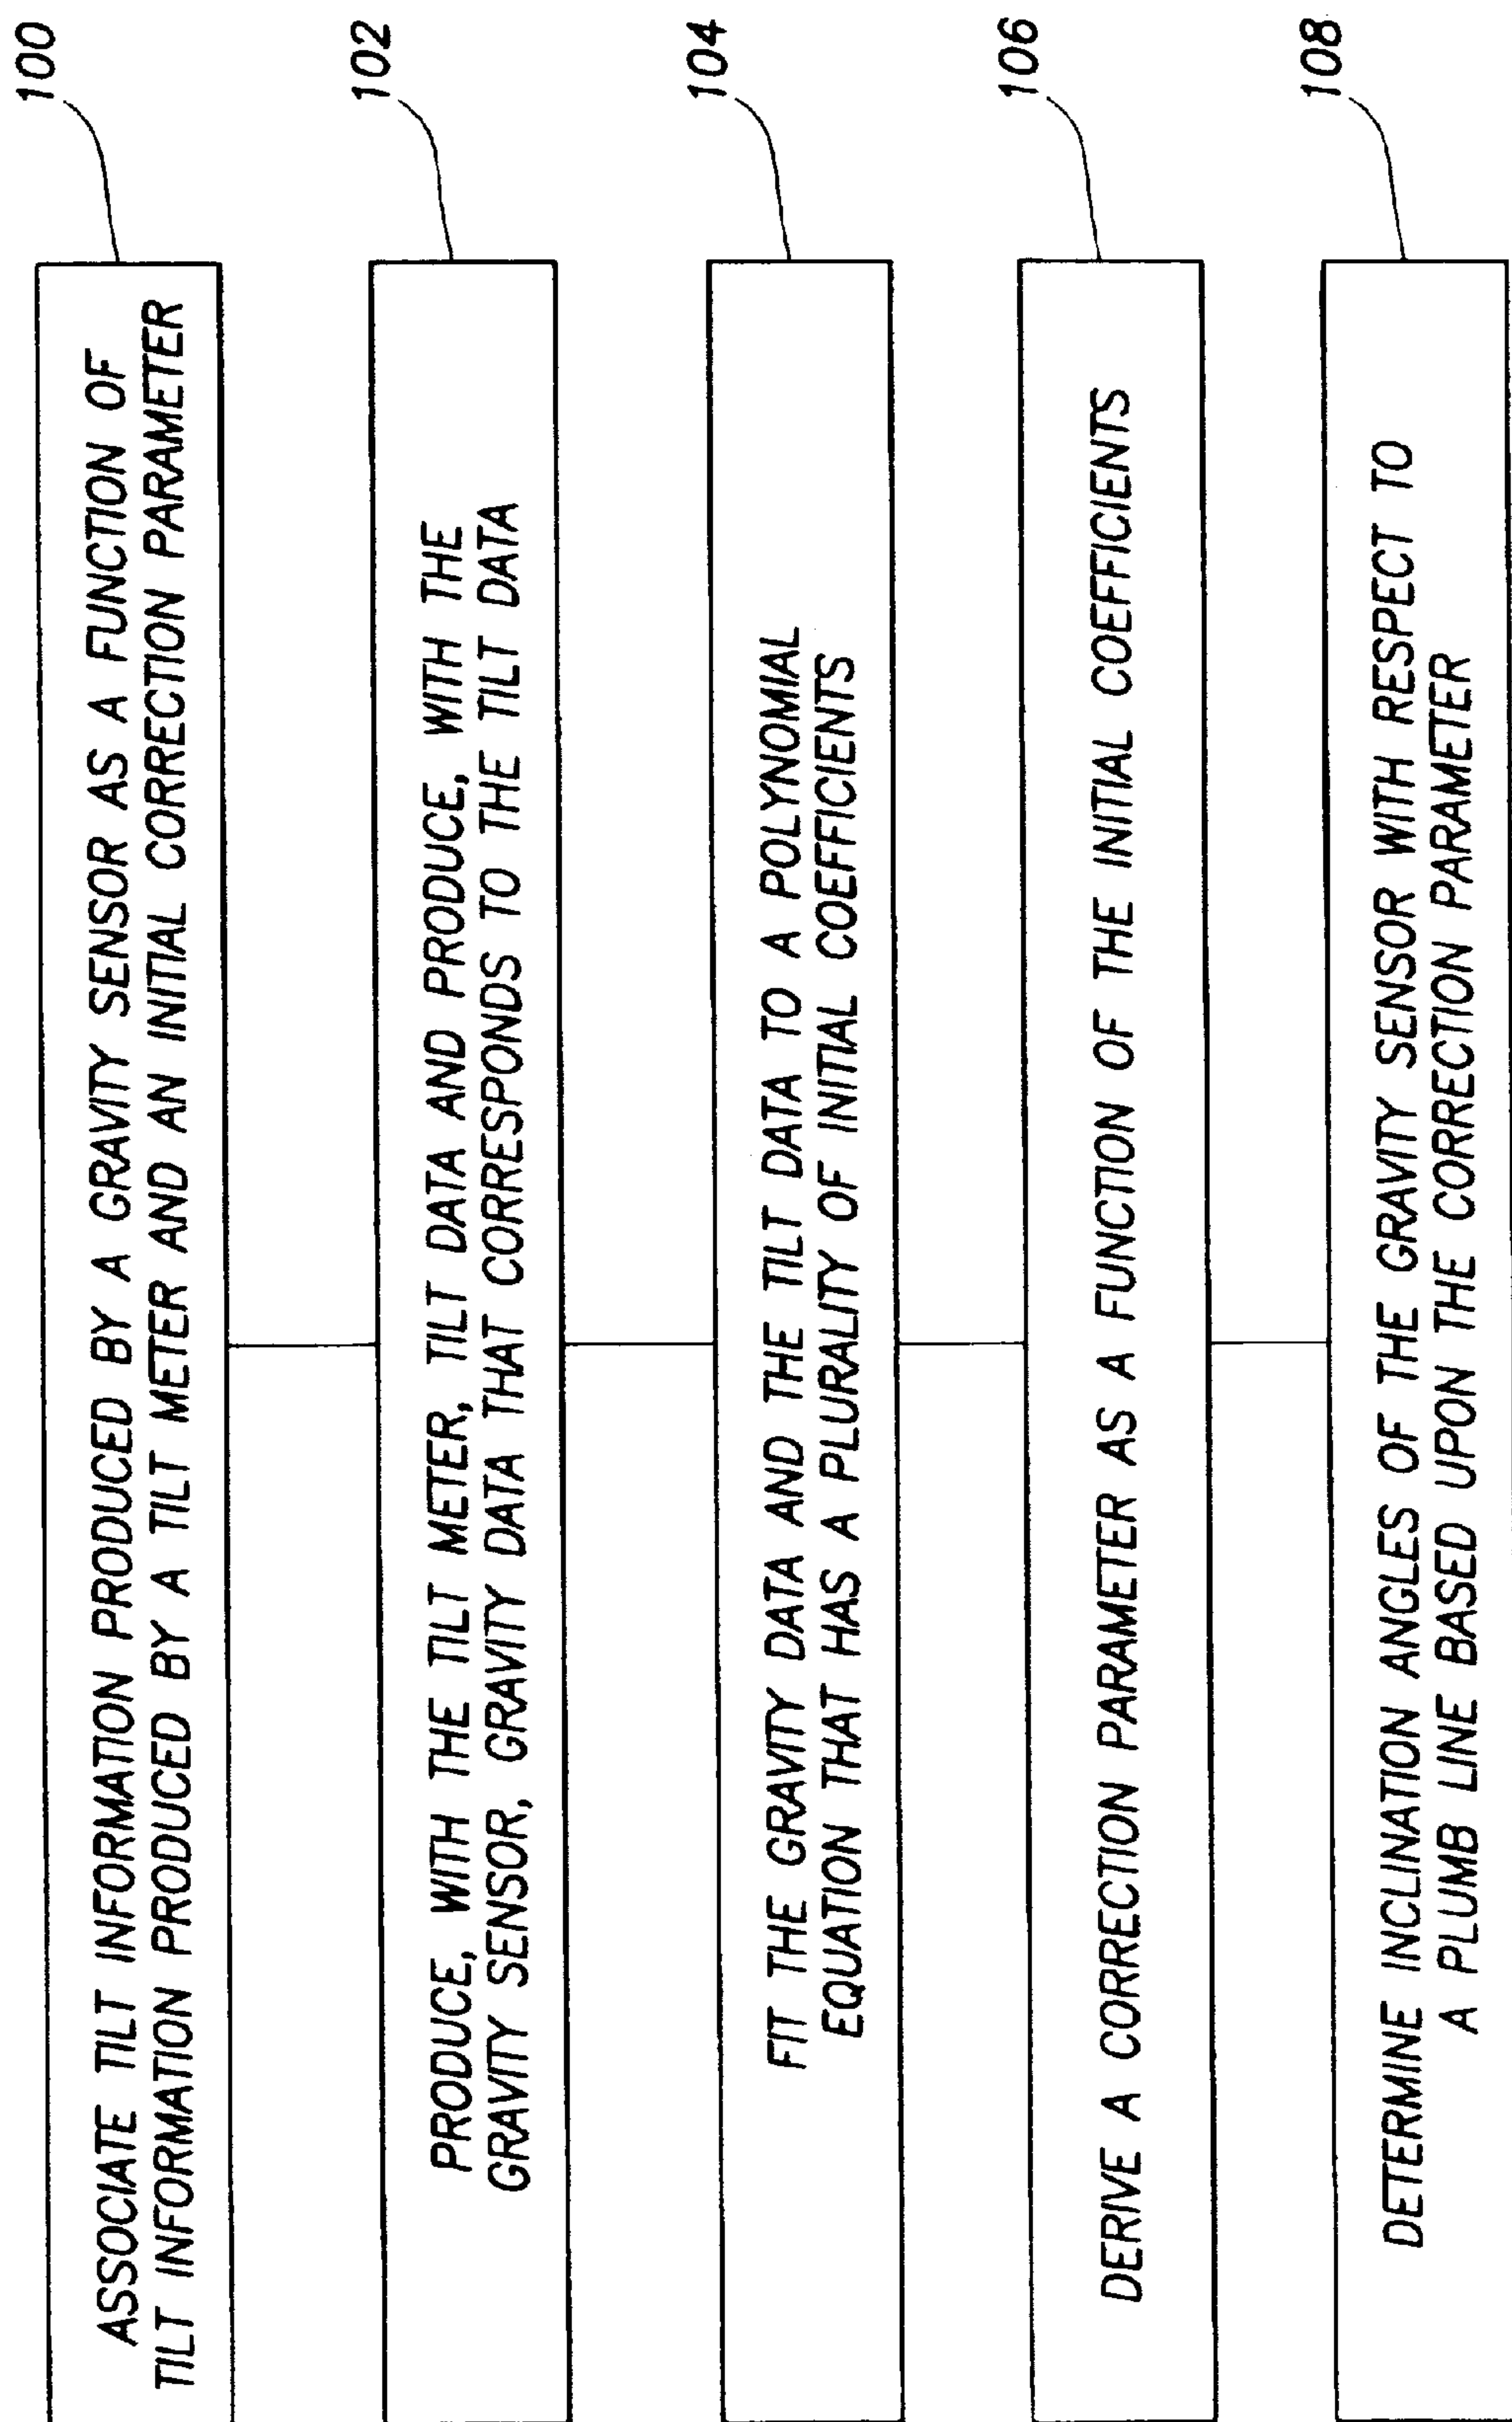 100
ASSOCIATE TILT INFORMATION PRODUCED BY A GRAVITY SENSOR AS A FUNCTION OF
TILT INFORMATION PRODUCED BY A TILT METER AND AN INITIAL CORRECTION PARAMETER
102
PRODUCE, WITH THE TILT METER, TILT DATA AND PRODUCE, WITH THE
GRAVITY SENSOR, GRAVITY DATA THAT CORRESPONDS TO THE TILT DATA
104
FIT THE GRAVITY DATA AND THE TILT DATA TO A POLYNOMIAL
EQUATION THAT HAS A PLURALITY OF INITIAL COEFFICIENTS
106
DERIVE A CORRECTION PARAMETER AS A FUNCTION OF THE INITIAL COEFFICIENTS
108
DETERMINE INCLINATION ANGLES OF THE GRAVITY SENSOR WITH RESPECT TO
A PLUMB LINE BASED UPON THE CORRECTION PARAMETER